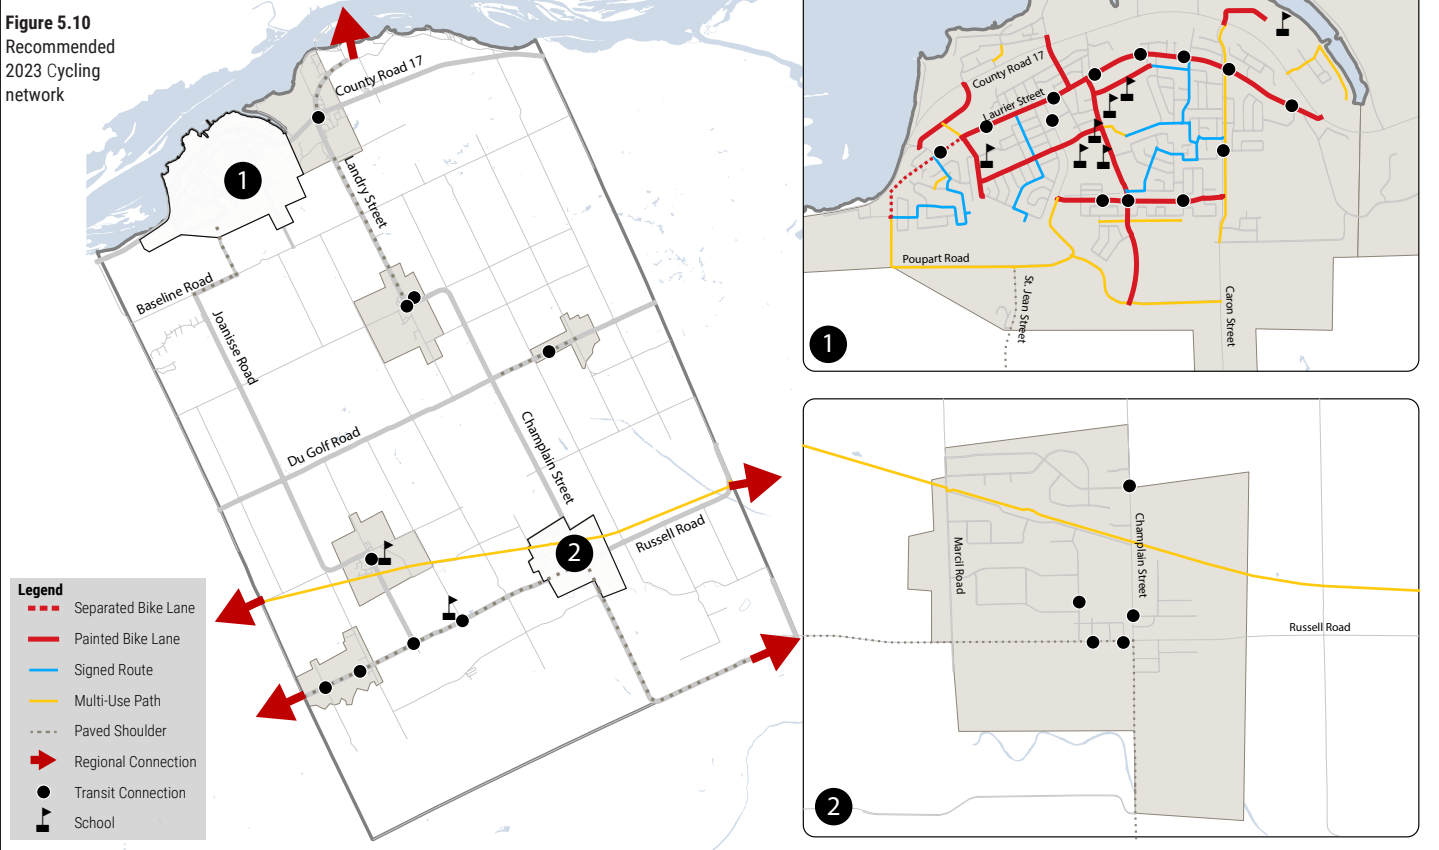 Figure 5.10
Recommended
2023 Cycling
network
County Road 17
1
Landry Street
Baseline Road
Joanisse Road
Du Golf Road
Champlain Street
2
Russell Road
Legend
Separated Bike Lane
Painted Bike Lane
Signed Route
Multi-Use Path
Paved Shoulder
Regional Connection
Transit Connection
School
County Road 17
Laurier Street
Poupart Road
St. Jean Street
Caron Street
1
Marcil Road
Champlain Street
Russell Road
2